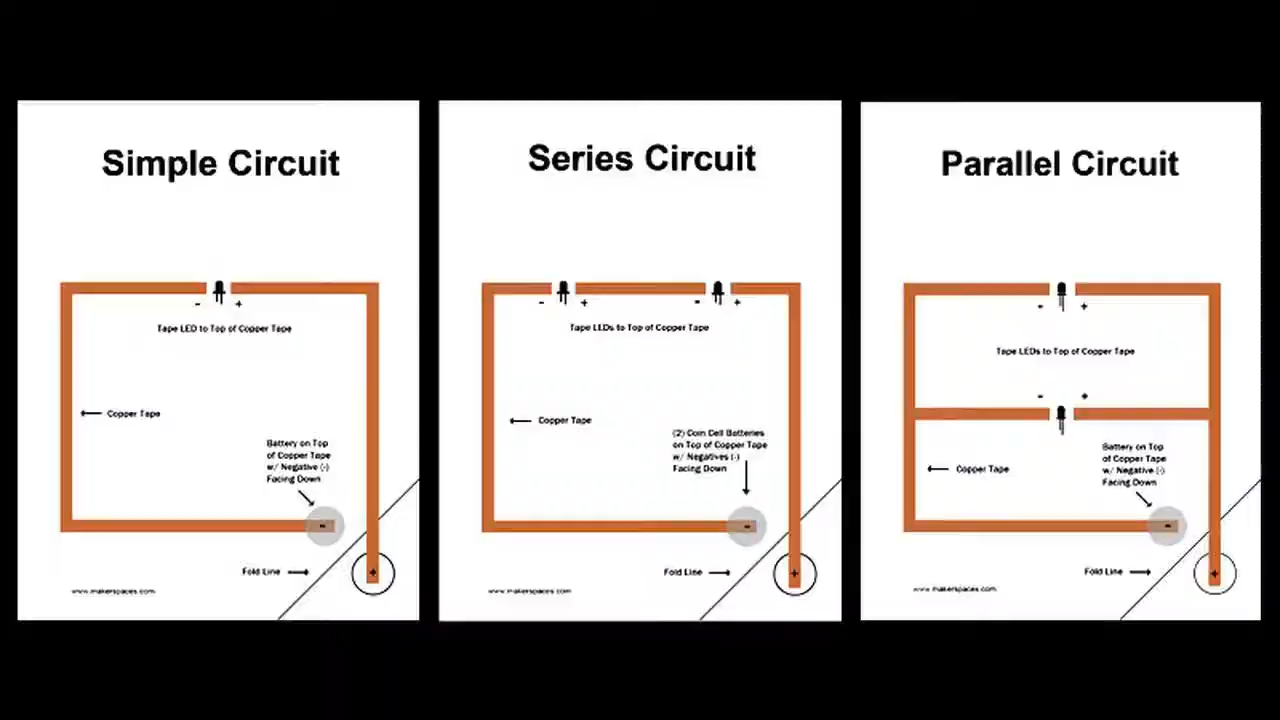 Simple Circuit
- +
Tape LED to Top of Copper Tape
Copper Tape
Battery on Top
of Copper Tape
w/ Negative (-)
Facing Down
-
Fold Line
+
www.makerspaces.com
Series Circuit
- + - +
Tape LEDs to Top of Copper Tape
Copper Tape
(2) Coin Cell Batteries
on Top of Copper Tape
w/ Negatives (-)
Facing Down
-
Fold Line
+
www.makerspaces.com
Parallel Circuit
- +
Tape LEDs to Top of Copper Tape
- +
Battery on Top
of Copper Tape
w/ Negative (-)
Facing Down
Copper Tape
-
Fold Line
+
www.makerspaces.com